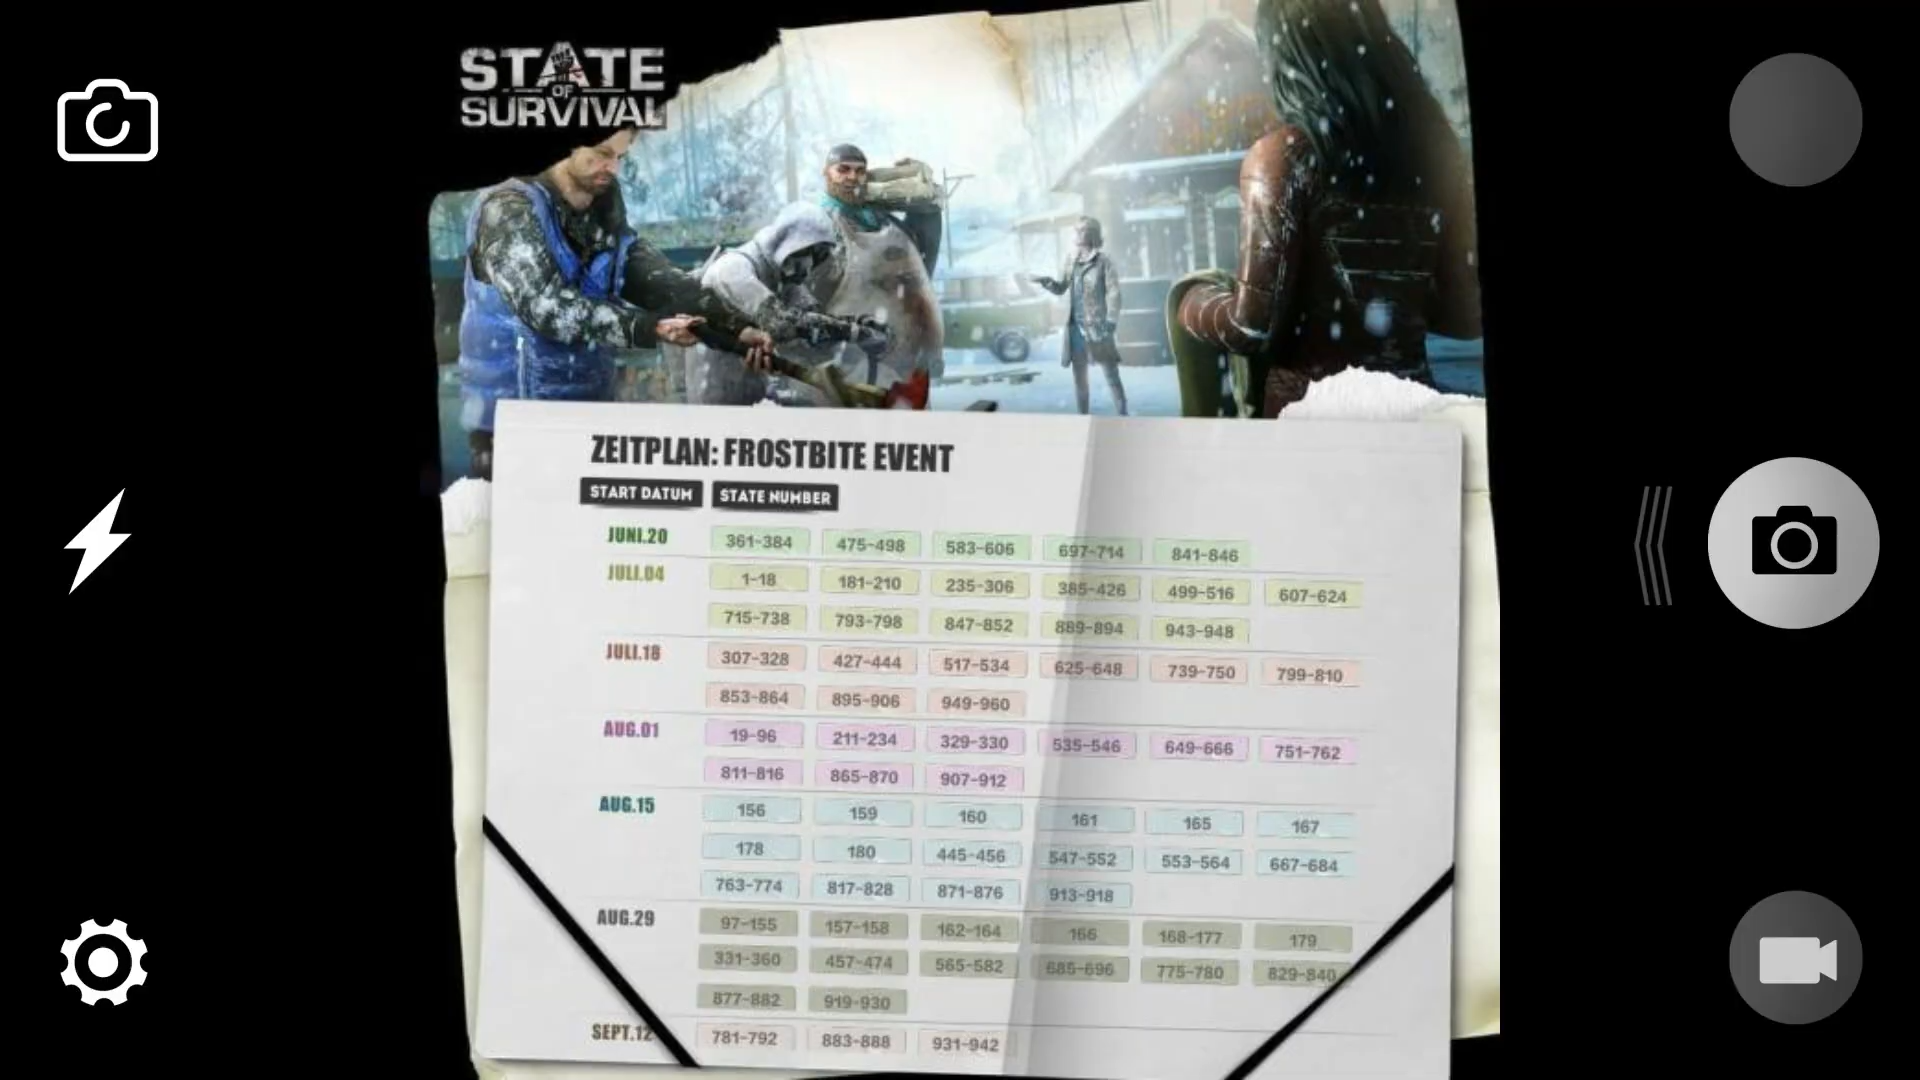 STATE
OF
SURVIVAL
ZEITPLAN: FROSTBITE EVENT
START DATUM STATE NUMBER
JUNI.20 361-384 475-498 583-606 697-714 841-846
JULI.04 1-18 181-210 235-306 385-426 499-516 607-624
715-738 793-798 847-852 889-894 943-948
JULI.18 307-328 427-444 517-534 625-648 739-750 799-810
853-864 895-906 949-960
AUG.01 19-96 211-234 329-330 535-546 649-666 751-762
811-816 865-870 907-912
AUG.15 156 159 160 161 165 167
178 180 445-456 547-552 553-564 667-684
763-774 817-828 871-876 913-918
AUG.29 97-155 157-158 162-164 166 168-177 179
331-360 457-474 565-582 685-696 775-780 829-840
877-882 919-930
SEPT.12 781-792 883-888 931-942